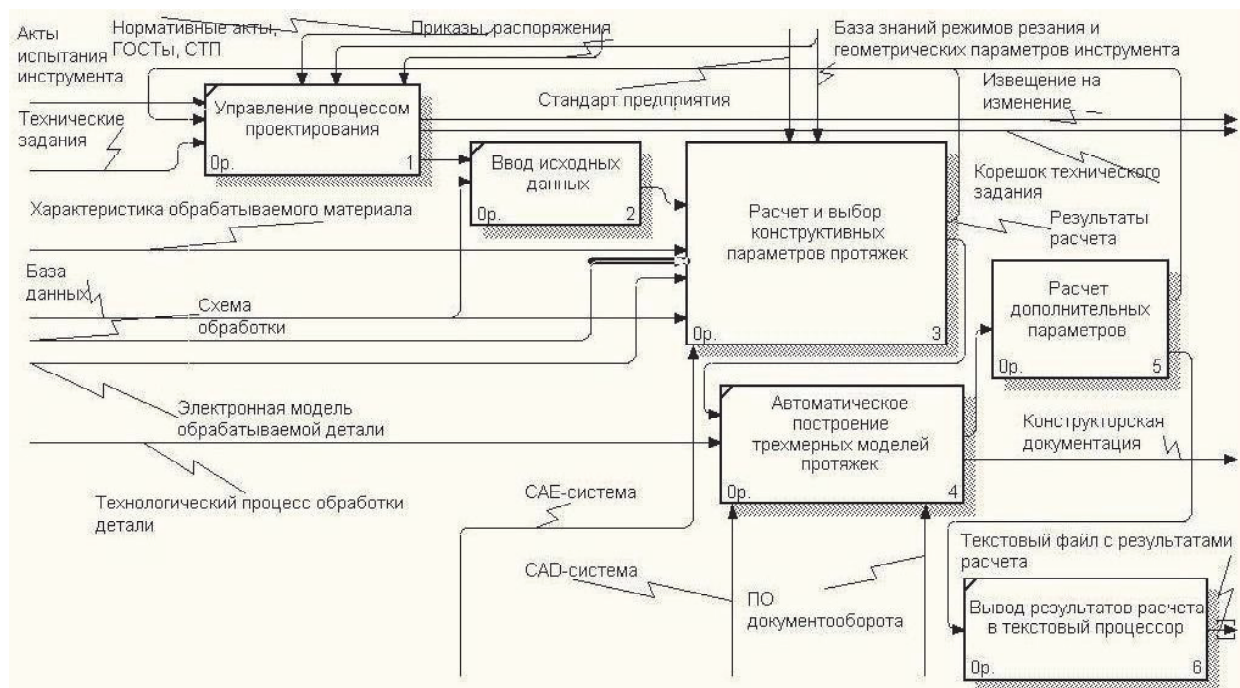 Акты
испытания
инструмента
Нормативные акты,
ГОСТы, СТП
Приказы, распоряжения
База знаний режимов резания и
геометрических параметров инструмента
Стандарт предприятия
Извещение на
изменение
Технические
задания
Управление процессом
проектирования
0р. 1
Ввод исходных
данных
0р. 2
Корешок технического
задания
Характеристика обрабатываемого материала
Расчет и выбор
конструктивных
параметров протяжек
0р. 3
Результаты
расчета
База
данных
Схема
обработки
Расчет
дополнительных
параметров
0р. 5
Электронная модель
обрабатываемой детали
Автоматическое
построение
трехмерных моделей
протяжек
0р. 4
Конструкторская
документация
Технологический процесс обработки
детали
CAE-система
CAD-система
ПО
документооборота
Текстовый файл с результатами
расчета
Вывод результатов расчета
в текстовый процессор
0р. 6